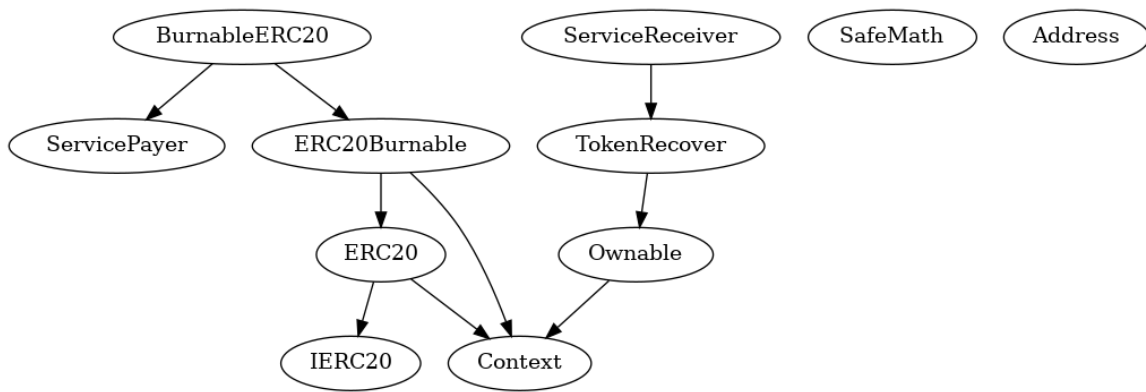 BurnableERC20
ServiceReceiver
SafeMath
Address
ServicePayer
ERC20Burnable
TokenRecover
ERC20
Ownable
IERC20
Context